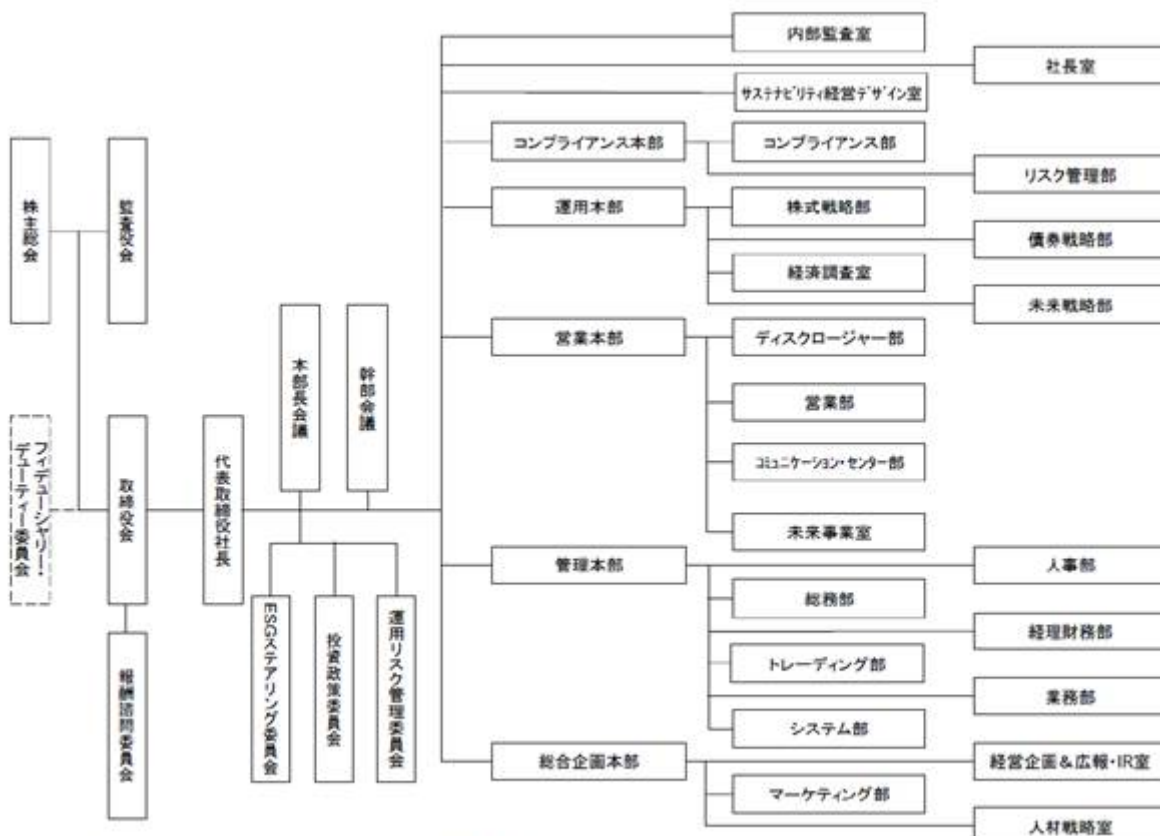 株主総会
監査役会
フィデューシャリー・
デューティー委員会
取締役会
報酬諮問委員会
代表取締役社長
本部長会議
幹部会議
ESGステアリング委員会
投資政策委員会
運用リスク管理委員会
内部監査室
社長室
サステナビリティ経営デザイン室
コンプライアンス本部
コンプライアンス部
リスク管理部
運用本部
株式戦略部
債券戦略部
経済調査室
未来戦略部
営業本部
ディスクロージャー部
営業部
コミュニケーション・センター部
未来事業室
管理本部
人事部
総務部
経理財務部
トレーディング部
業務部
システム部
総合企画本部
経営企画&広報・IR室
マーケティング部
人材戦略室